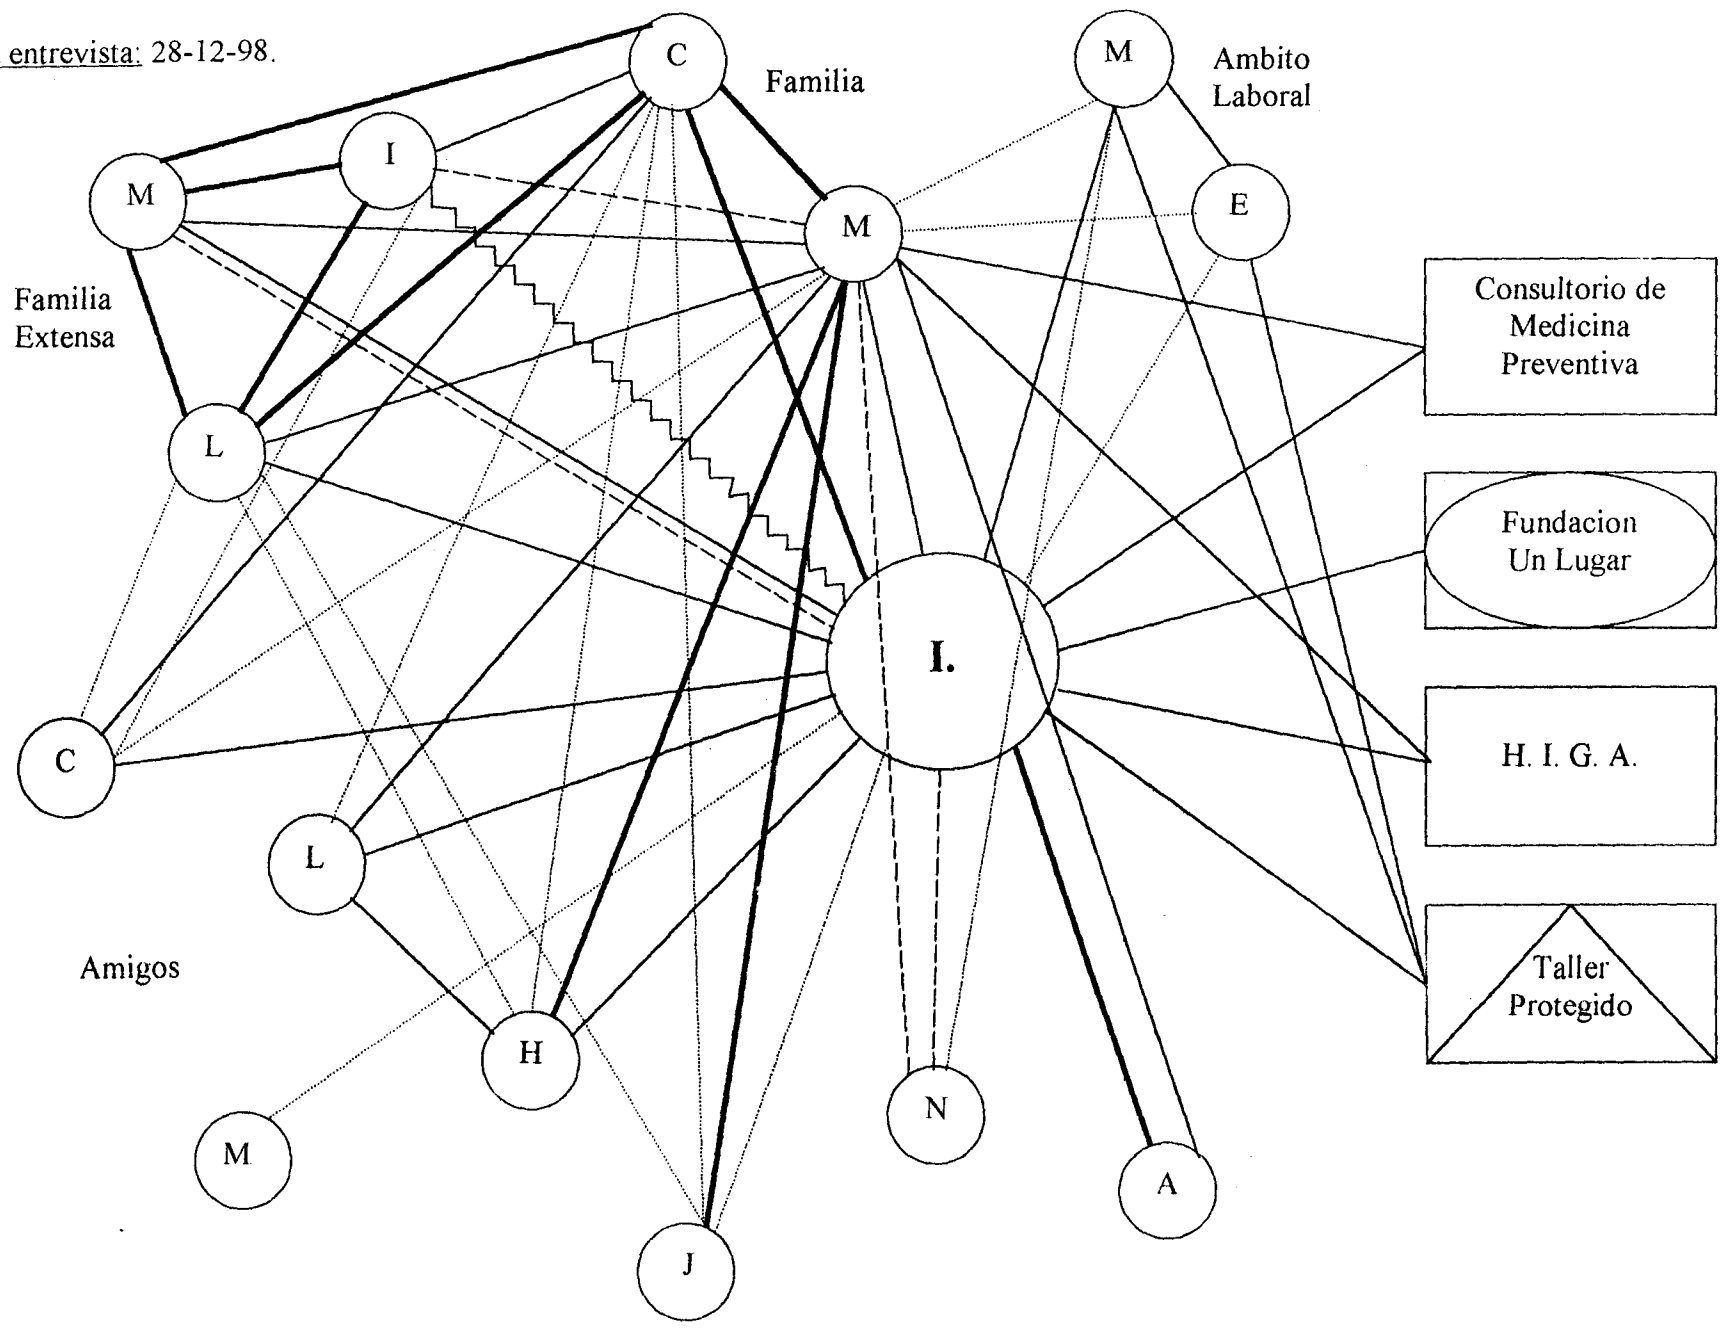 entrevista: 28-12-98.
C
Familia
M
Ambito
Laboral
I
M
E
M
Familia
Extensa
Consultorio de
Medicina
Preventiva
L
Fundacion
Un Lugar
I.
C
H. I. G. A.
L
Amigos
Taller
Protegido
H
M
N
A
J